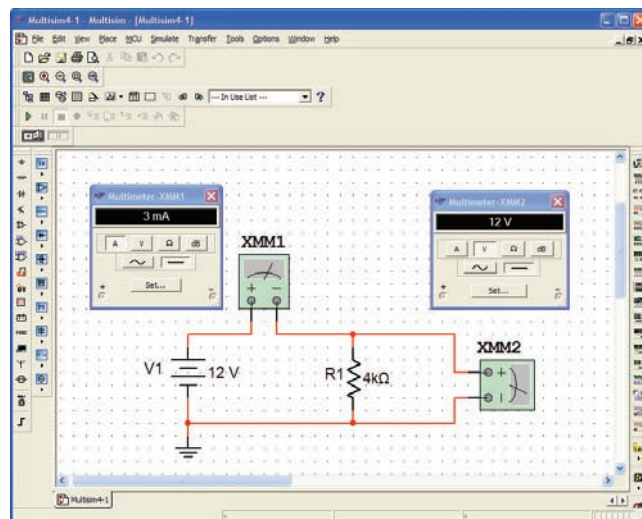 Multisim4-1 - Multisim - [Multisim4-1]
File Edit View Place MCU Simulate Transfer Tools Options Window Help
--- In Use List ---
?
Multimeter-XMM1
3 mA
A V Ω dB
Set...
+ -
Multimeter-XMM2
12 V
A V Ω dB
Set...
+ -
XMM1
+ -
V1 12 V
R1 4kΩ
XMM2
+
-
Multisim4-1